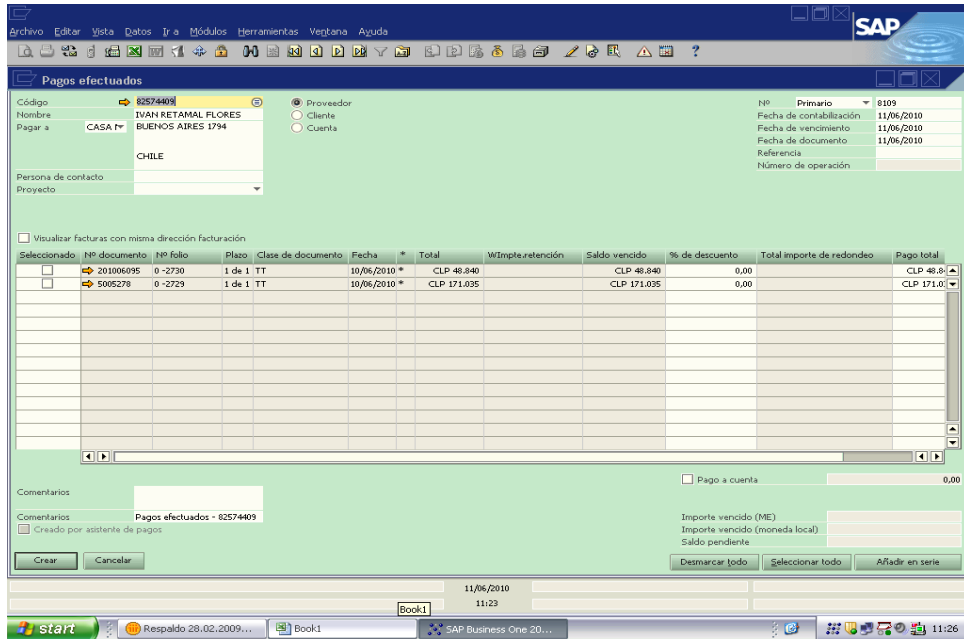 Archivo Editar Vista Datos Ir a Módulos Herramientas Ventana Ayuda
SAP
Pagos efectuados
Código 82574409 Proveedor Nº Primario 8109
Nombre IVAN RETAMAL FLORES Cliente Fecha de contabilización 11/06/2010
Pagar a CASA BUENOS AIRES 1794 Cuenta Fecha de vencimiento 11/06/2010
Fecha de documento 11/06/2010
CHILE Referencia
Número de operación
Persona de contacto
Proyecto
Visualizar facturas con misma dirección facturación
Seleccionado Nº documento Nº folio Plazo Clase de documento Fecha * Total WImpte.retención Saldo vencido % de descuento Total importe de redondeo Pago total
201006095 0 -2730 1 de 1 TT 10/06/2010 * CLP 48.840 CLP 48.840 0,00 CLP 48.8
5005278 0 -2729 1 de 1 TT 10/06/2010 * CLP 171.035 CLP 171.035 0,00 CLP 171.0
Pago a cuenta 0,00
Comentarios
Comentarios Pagos efectuados - 82574409
Creado por asistente de pagos
Importe vencido (ME)
Importe vencido (moneda local)
Saldo pendiente
Crear Cancelar Desmarcar todo Seleccionar todo Añadir en serie
11/06/2010
11:23
Book1
start Respaldo 28.02.2009... Book1 SAP Business One 20... 11:26